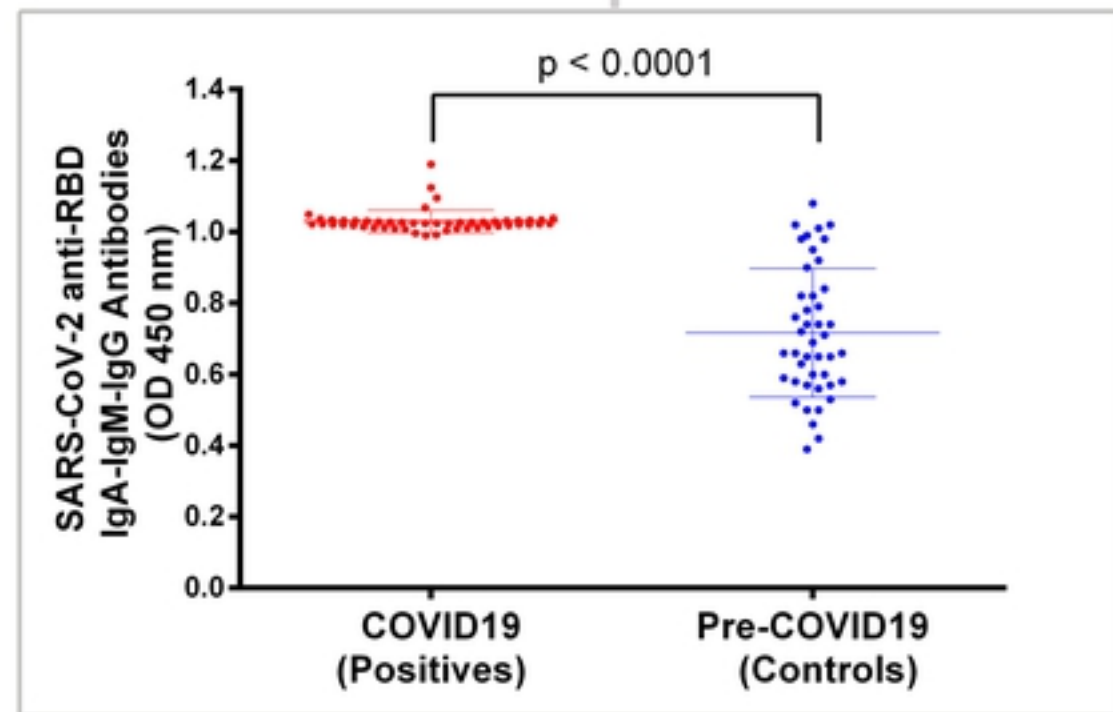 p < 0.0001
SARS-CoV-2 anti-RBD
IgA-IgM-IgG Antibodies
(OD 450 nm)
1.4
1.2
1.0
0.8
0.6
0.4
0.2
0.0
COVID19
(Positives)
Pre-COVID19
(Controls)